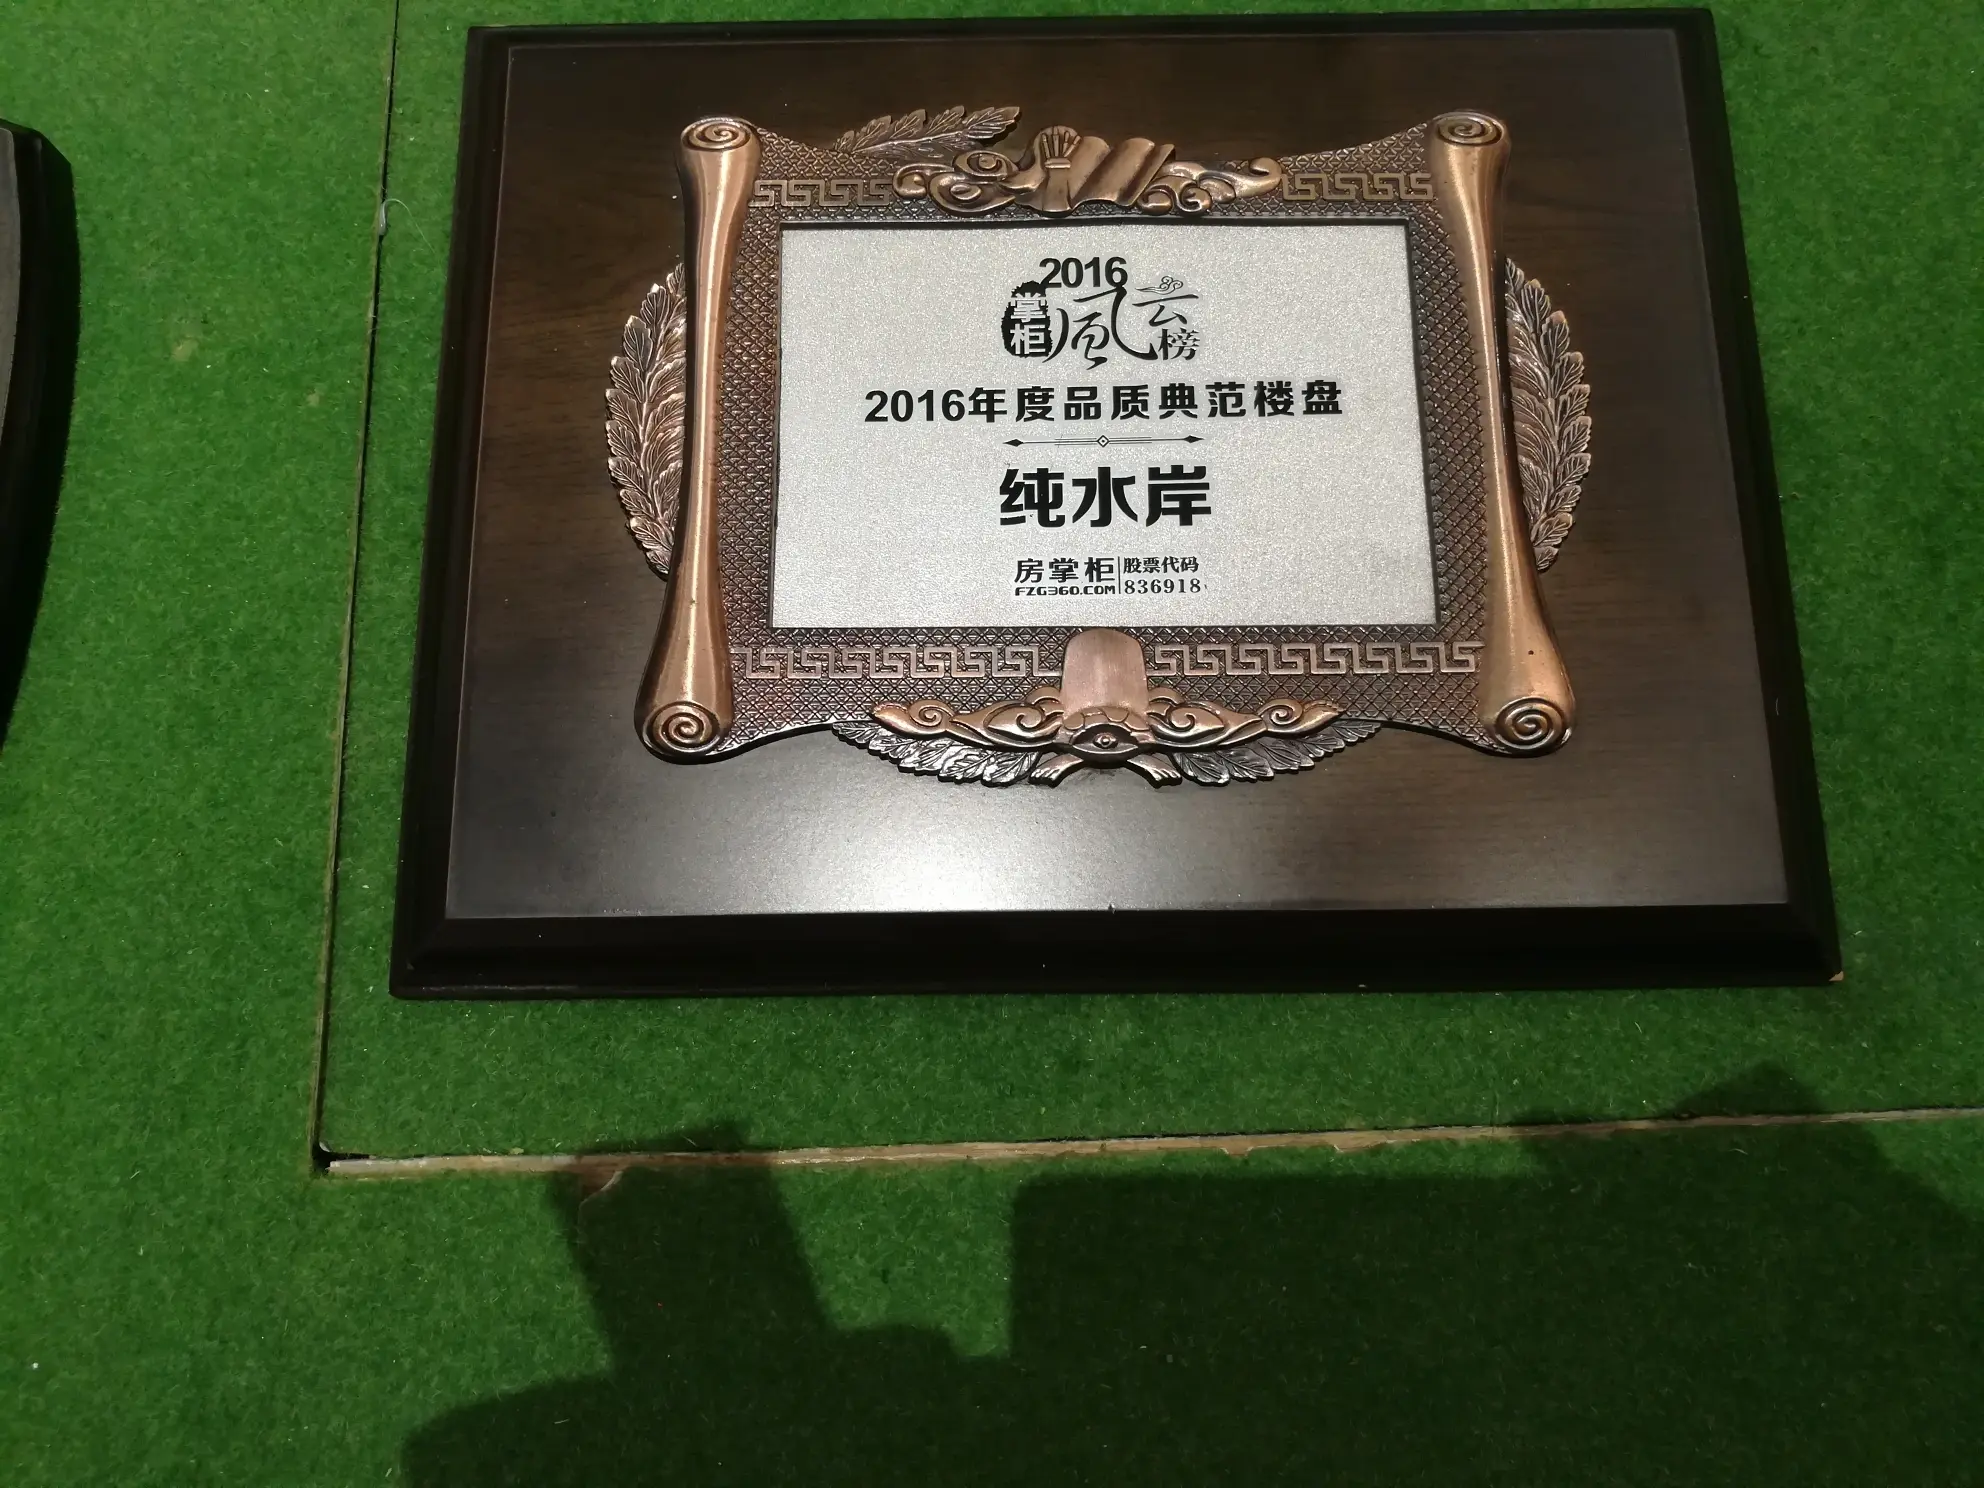 2016
掌柜風云榜
2016年度品质典范楼盘
纯水岸
房掌柜 股票代码
FZG360.COM 836918